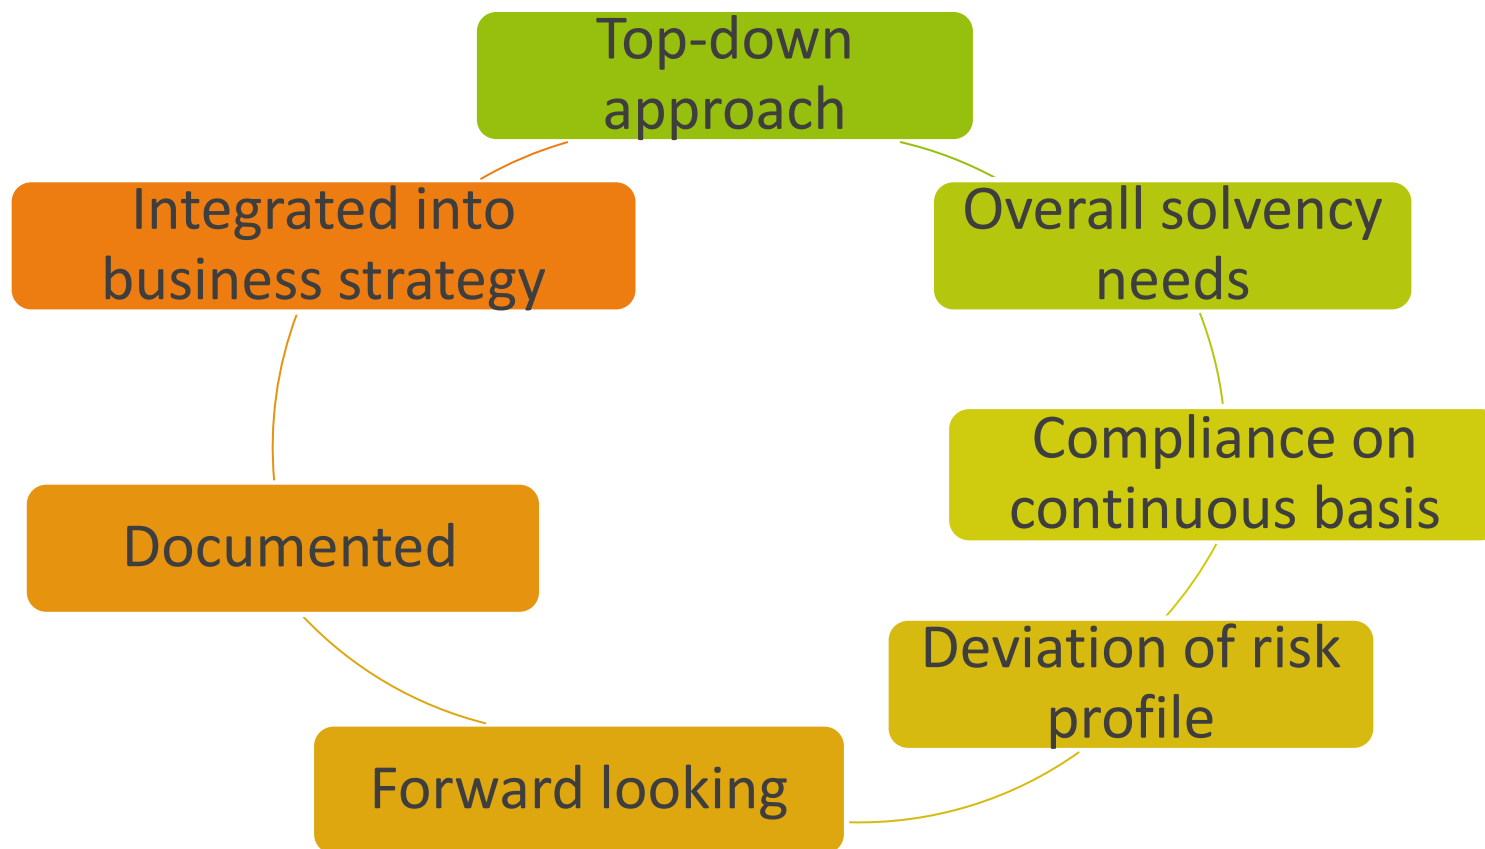 Top-down
approach
Integrated into
business strategy
Overall solvency
needs
Compliance on
continuous basis
Documented
Deviation of risk
profile
Forward looking